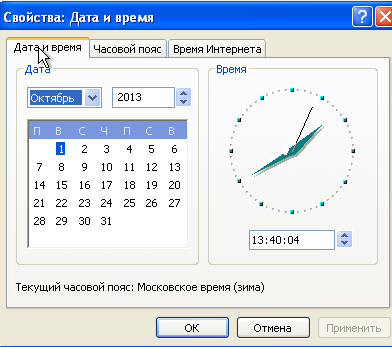 Свойства: Дата и время
Дата и время Часовой пояс Время Интернета
Дата
Время
Октябрь 2013
П В С Ч П С В
1 2 3 4 5 6
7 8 9 10 11 12 13
14 15 16 17 18 19 20
21 22 23 24 25 26 27
28 29 30 31
13:40:04
Текущий часовой пояс: Московское время (зима)
ОК Отмена Применить